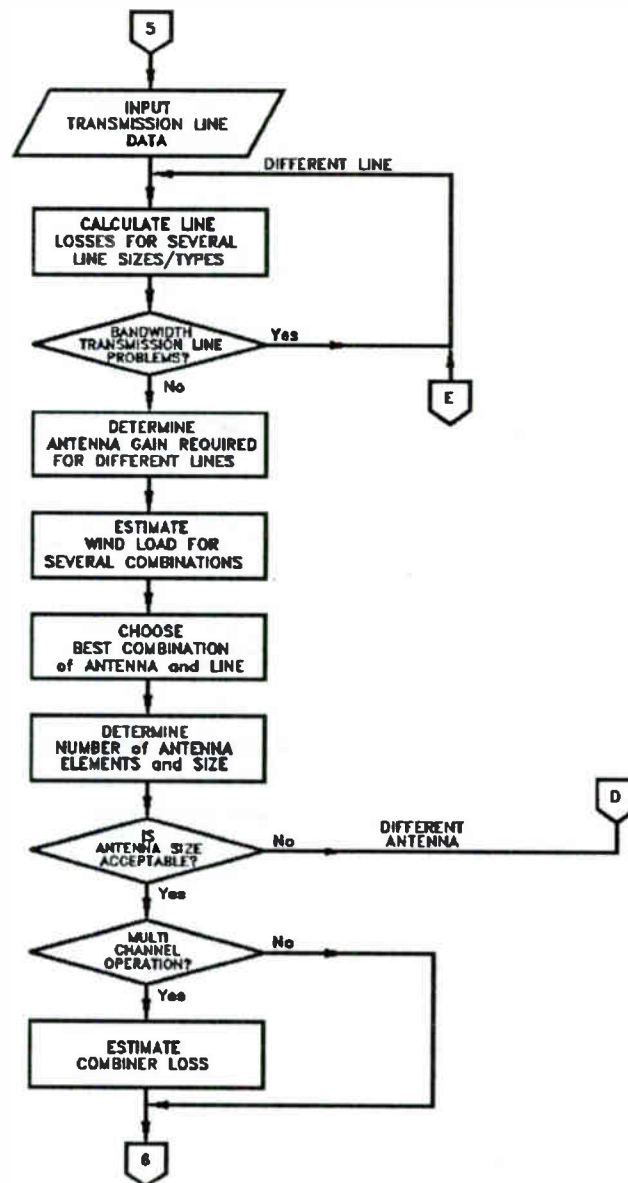 5
INPUT
TRANSMISSION LINE
DATA
DIFFERENT LINE
CALCULATE LINE
LOSSES FOR SEVERAL
LINE SIZES/TYPES
BANDWIDTH
TRANSMISSION LINE
PROBLEMS?
Yes
No
E
DETERMINE
ANTENNA GAIN REQUIRED
FOR DIFFERENT LINES
ESTIMATE
WIND LOAD FOR
SEVERAL COMBINATIONS
CHOOSE
BEST COMBINATION
of ANTENNA and LINE
DETERMINE
NUMBER of ANTENNA
ELEMENTS and SIZE
D
IS
ANTENNA SIZE
ACCEPTABLE?
No
DIFFERENT
ANTENNA
Yes
MULTI
CHANNEL
OPERATION?
No
Yes
ESTIMATE
COMBINER LOSS
6